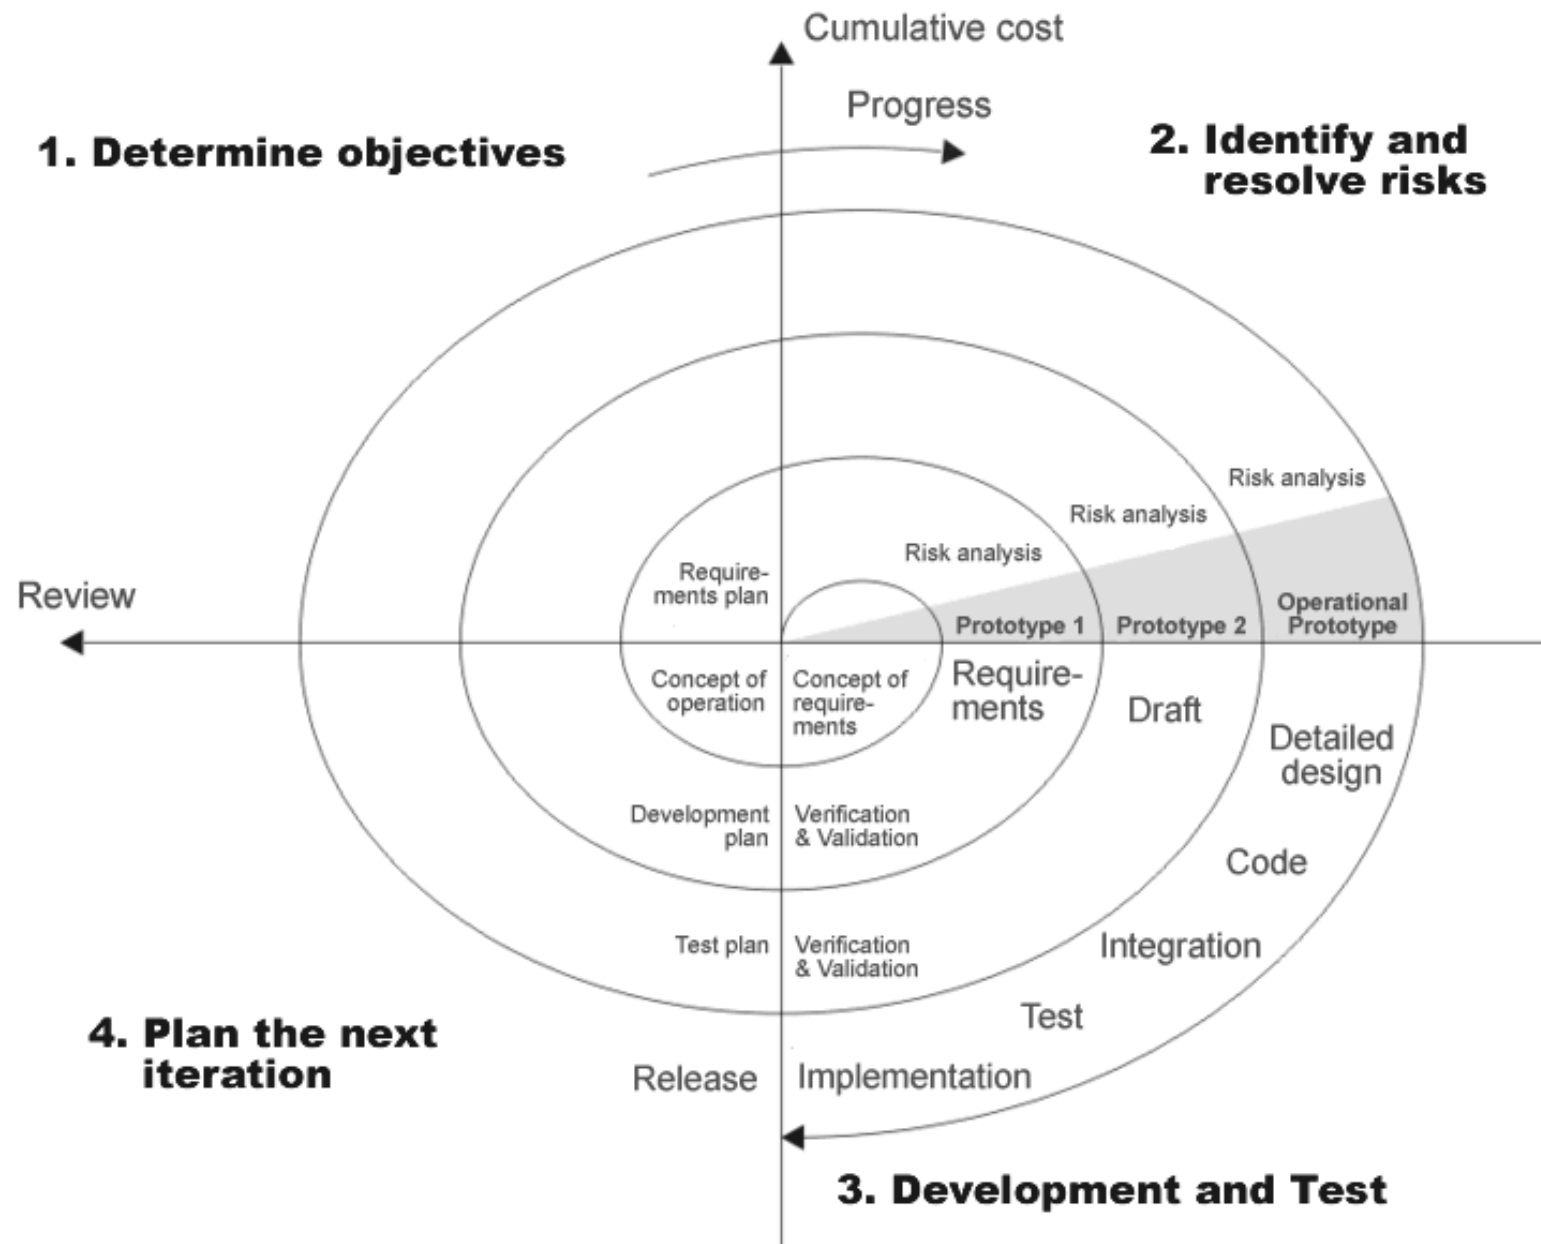 Cumulative cost
Progress
1. Determine objectives
2. Identify and
resolve risks
Risk analysis
Risk analysis
Risk analysis
Require-
ments plan
Review
Operational
Prototype
Prototype 1
Prototype 2
Concept of
operation
Concept of
require-
ments
Require-
ments
Draft
Detailed
design
Development
plan
Verification
& Validation
Code
Test plan
Verification
& Validation
Integration
Test
4. Plan the next
iteration
Release
Implementation
3. Development and Test